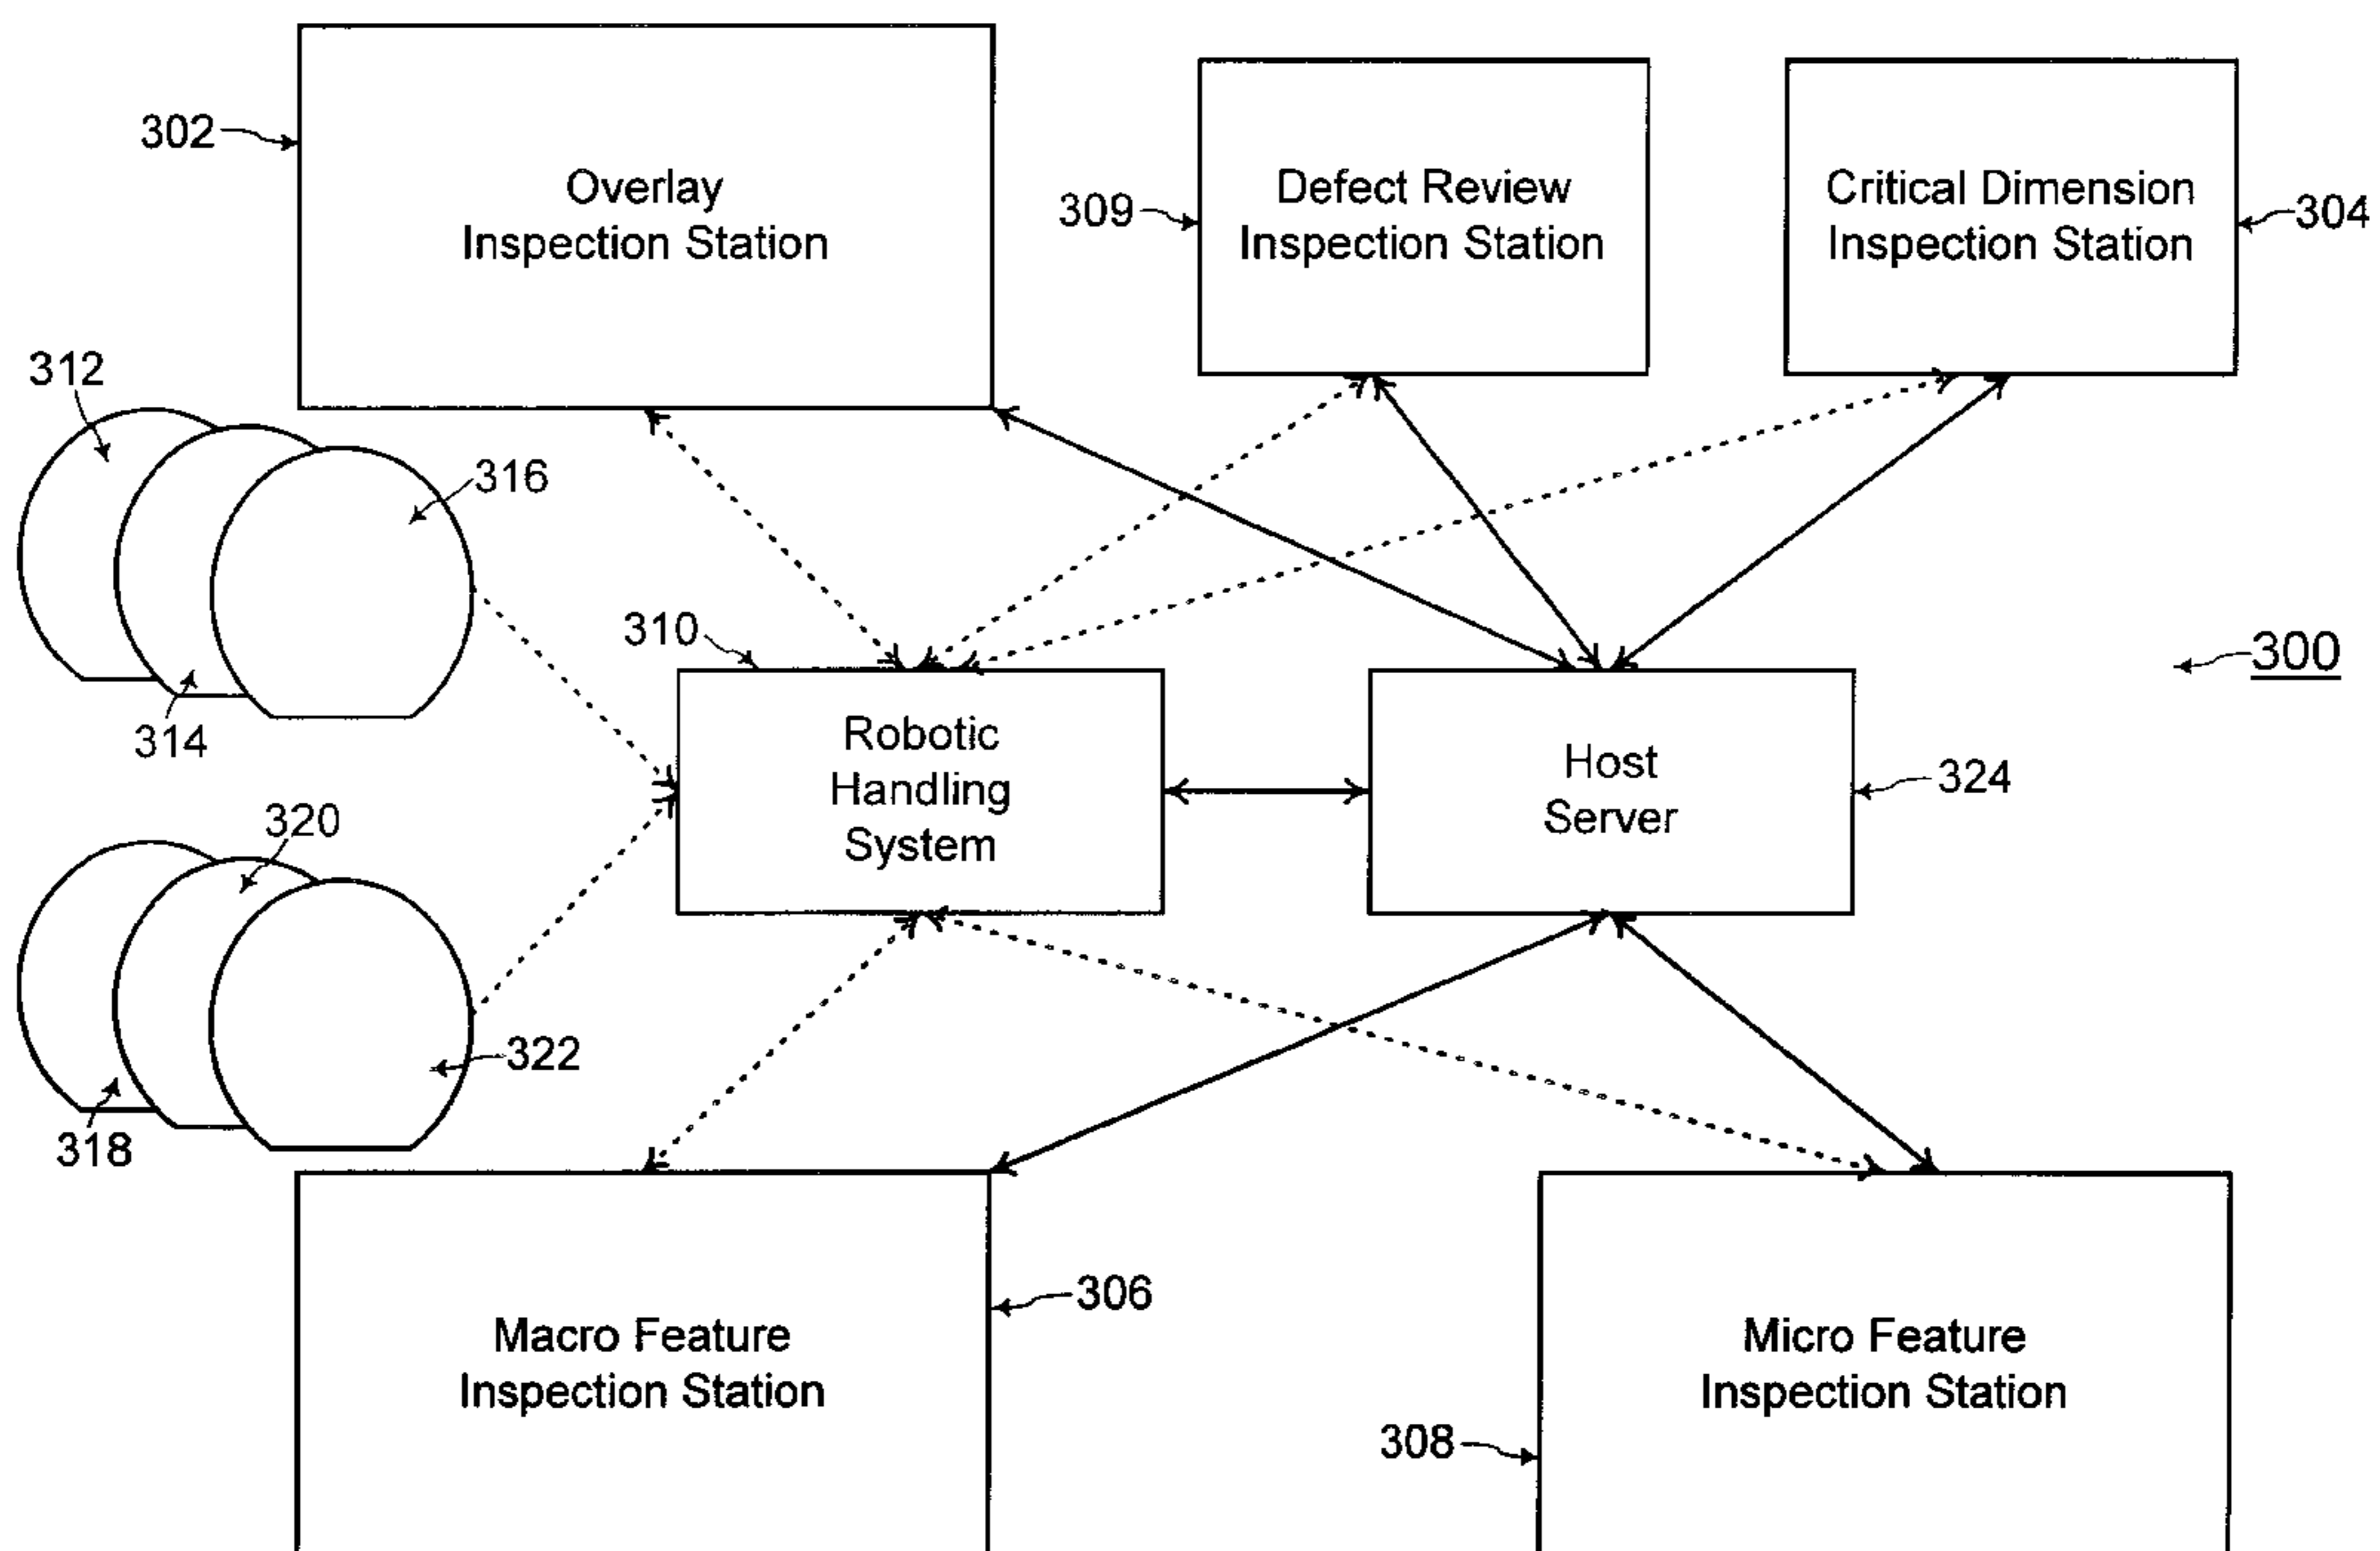 302
Overlay
Inspection Station
309
Defect Review
Inspection Station
Critical Dimension
Inspection Station
304
312
316
314
310
Robotic
Handling
System
Host
Server
324
300
320
322
318
Macro Feature
Inspection Station
306
Micro Feature
Inspection Station
308